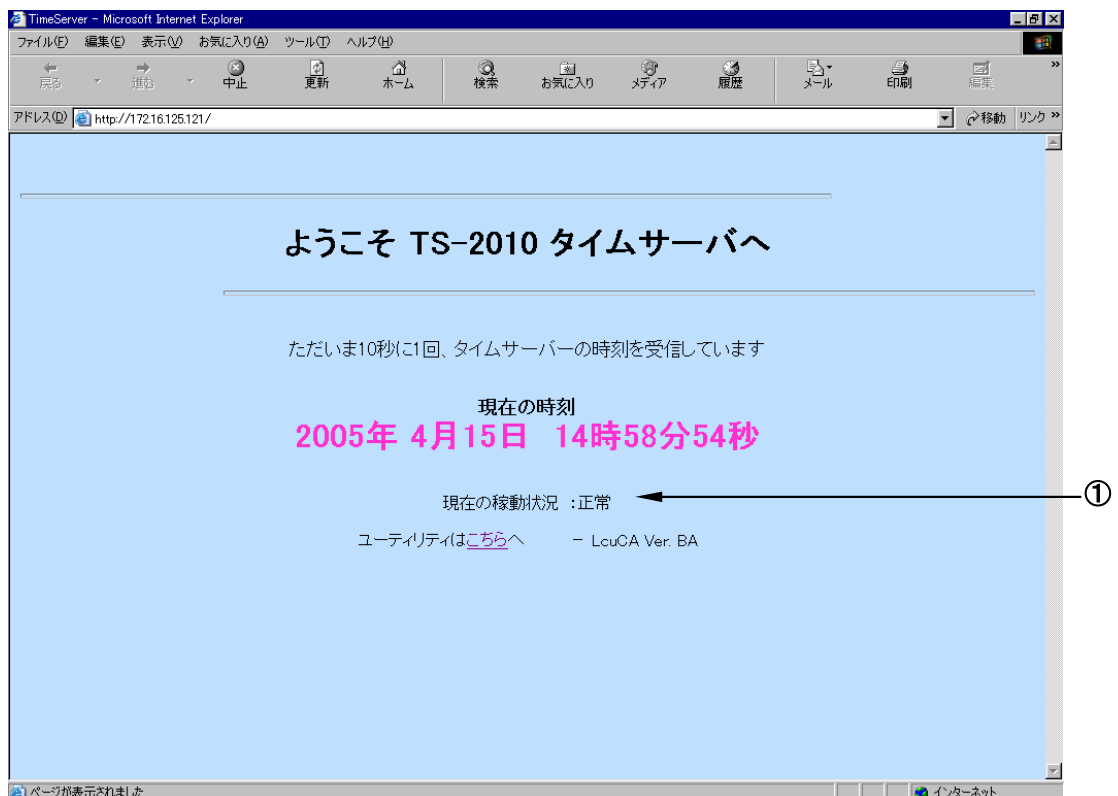 TimeServer - Microsoft Internet Explorer
ファイル(F) 編集(E) 表示(V) お気に入り(A) ツール(T) ヘルプ(H)
戻る 進む 中止 更新 ホーム 検索 お気に入り メディア 履歴 メール 印刷 編集 »
アドレス(D) http://172.16.125.121/ 移動 リンク »
ようこそ TS-2010 タイムサーバへ
ただいま10秒に1回、タイムサーバーの時刻を受信しています
現在の時刻
2005年 4月15日 14時58分54秒
現在の稼動状況 :正常
①
ユーティリティはこちらへ - LcuCA Ver. BA
ページが表示されました インターネット